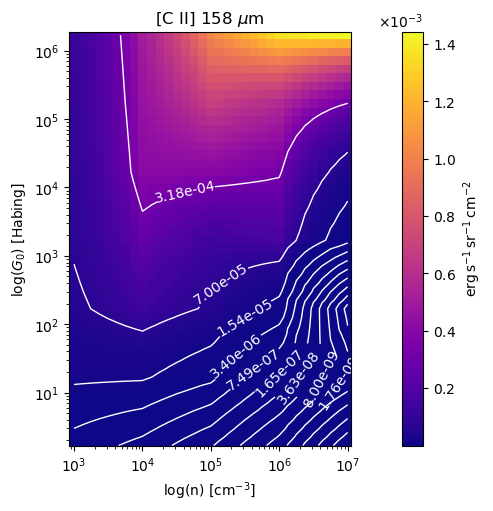 [C II] 158 μm
×10⁻³
10⁶
10⁵
10⁴
10³
10²
10¹
log(G₀) [Habing]
3.18e-04
7.00e-05
1.54e-05
3.40e-06
7.49e-07
1.65e-07
3.63e-08
8.00e-09
10³ 10⁴ 10⁵ 10⁶ 10⁷
log(n) [cm⁻³]
1.4
1.2
1.0
0.8
0.6
0.4
0.2
erg s⁻¹ sr⁻¹ cm⁻²